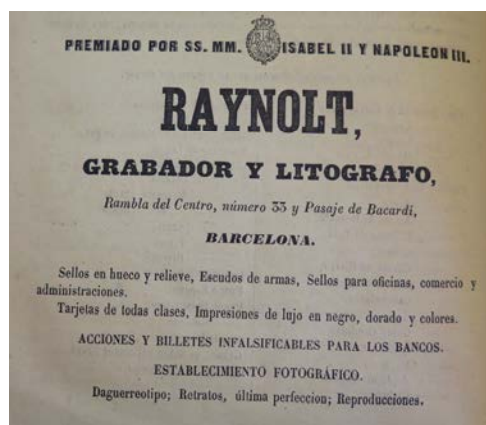 PREMIADO POR SS. MM. ISABEL II Y NAPOLEON III.
RAYNOLT,
GRABADOR Y LITOGRAFO,
Rambla del Centro, número 33 y Pasaje de Bacardí,
BARCELONA.
Sellos en hueco y relieve, Escudos de armas, Sellos para oficinas, comercio y
administraciones.
Tarjetas de todas clases, Impresiones de lujo en negro, dorado y colores.
ACCIONES Y BILLETES INFALSIFICABLES PARA LOS BANCOS.
ESTABLECIMIENTO FOTOGRÁFICO.
Daguerreotipo; Retratos, última perfeccion; Reproducciones.